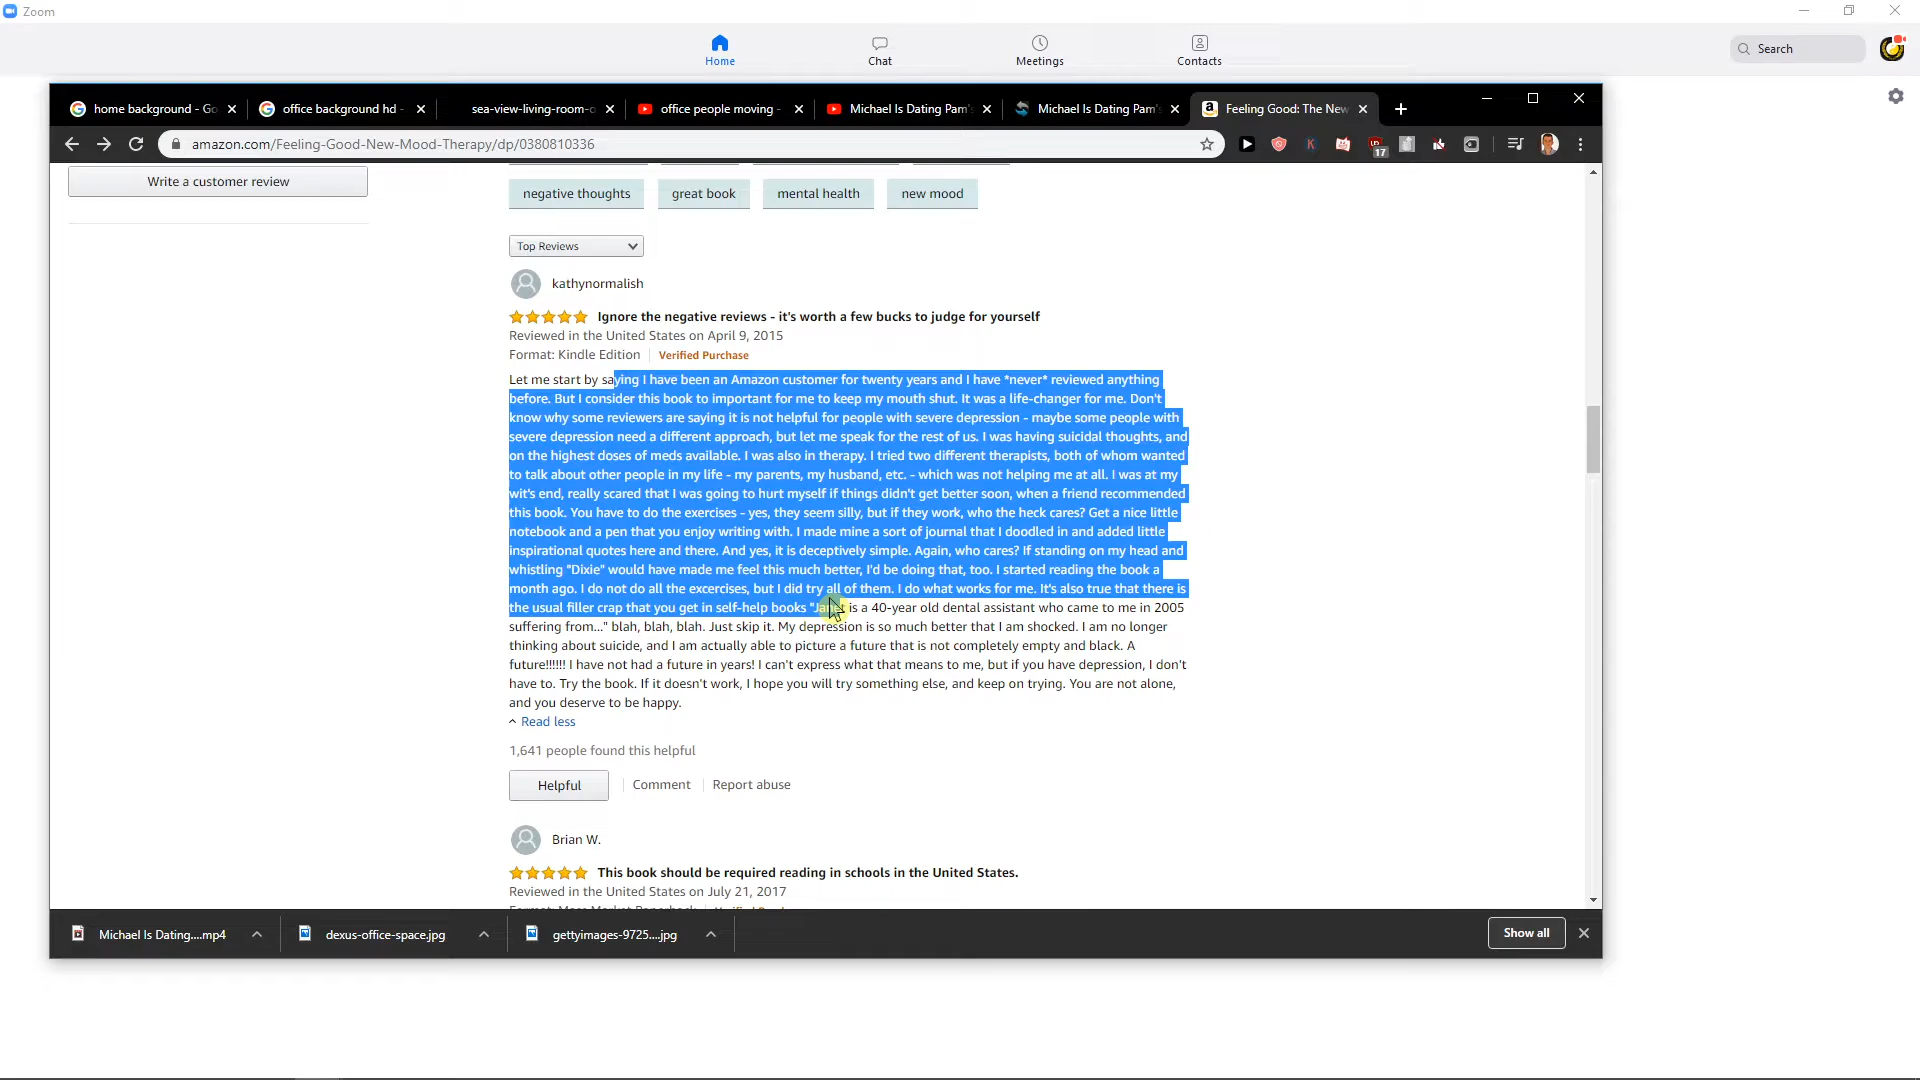 Zoom
Home
Chat
Meetings
Contacts
Search
home background - Go
office background hd -
sea-view-living-room-o
office people moving -
Michael Is Dating Pam's
Michael Is Dating Pam's
Feeling Good: The New
amazon.com/Feeling-Good-New-Mood-Therapy/dp/0380810336
17
Write a customer review
negative thoughts
great book
mental health
new mood
Top Reviews
kathynormalish
Ignore the negative reviews - it's worth a few bucks to judge for yourself
Reviewed in the United States on April 9, 2015
Format: Kindle Edition
Verified Purchase
Let me start by saying I have been an Amazon customer for twenty years and I have *never* reviewed anything
before. But I consider this book to important for me to keep my mouth shut. It was a life-changer for me. Don't
know why some reviewers are saying it is not helpful for people with severe depression - maybe some people with
severe depression need a different approach, but let me speak for the rest of us. I was having suicidal thoughts, and
on the highest doses of meds available. I was also in therapy. I tried two different therapists, both of whom wanted
to talk about other people in my life - my parents, my husband, etc. - which was not helping me at all. I was at my
wit's end, really scared that I was going to hurt myself if things didn't get better soon, when a friend recommended
this book. You have to do the exercises - yes, they seem silly, but if they work, who the heck cares? Get a nice little
notebook and a pen that you enjoy writing with. I made mine a sort of journal that I doodled in and added little
inspirational quotes here and there. And yes, it is deceptively simple. Again, who cares? If standing on my head and
whistling "Dixie" would have made me feel this much better, I'd be doing that, too. I started reading the book a
month ago. I do not do all the excercises, but I did try all of them. I do what works for me. It's also true that there is
the usual filler crap that you get in self-help books "Janet is a 40-year old dental assistant who came to me in 2005
suffering from..." blah, blah, blah. Just skip it. My depression is so much better that I am shocked. I am no longer
thinking about suicide, and I am actually able to picture a future that is not completely empty and black. A
future!!!!!! I have not had a future in years! I can't express what that means to me, but if you have depression, I don't
have to. Try the book. If it doesn't work, I hope you will try something else, and keep on trying. You are not alone,
and you deserve to be happy.
Read less
1,641 people found this helpful
Helpful
Comment
Report abuse
Brian W.
This book should be required reading in schools in the United States.
Reviewed in the United States on July 21, 2017
Michael Is Dating....mp4
dexus-office-space.jpg
gettyimages-9725....jpg
Show all